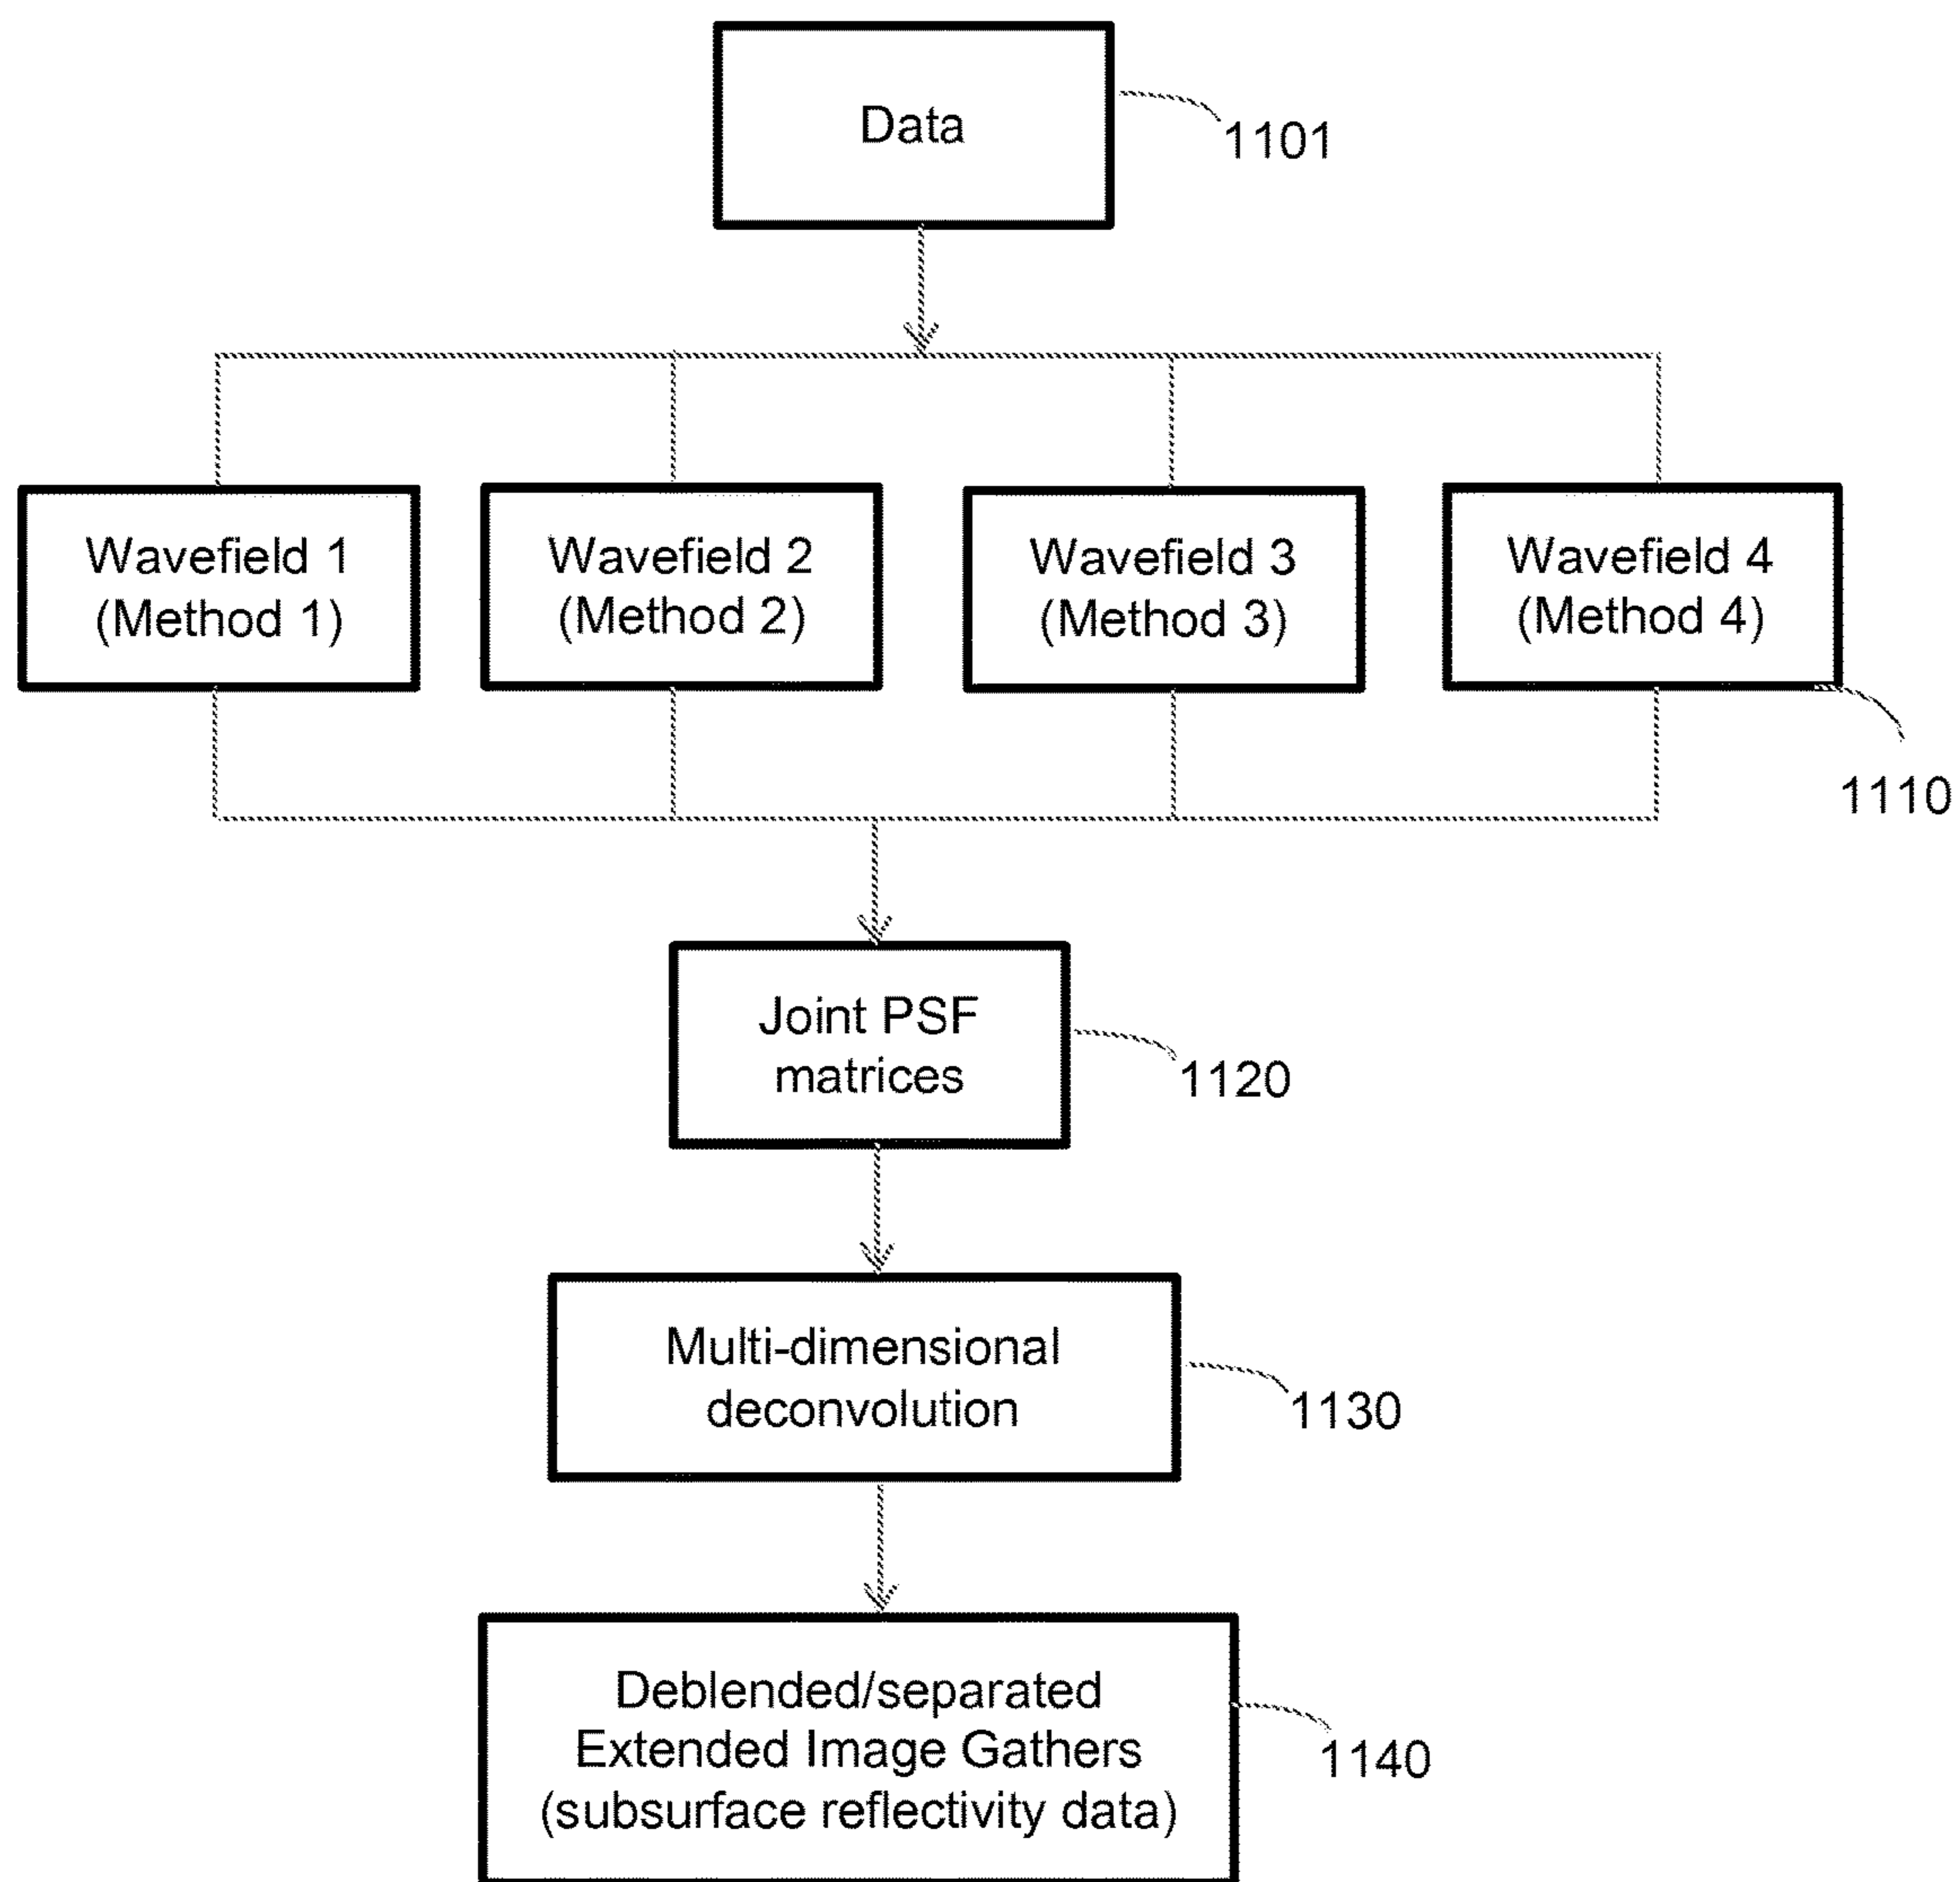 Data
1101
Wavefield 1
(Method 1)
Wavefield 2
(Method 2)
Wavefield 3
(Method 3)
Wavefield 4
(Method 4)
1110
Joint PSF
matrices
1120
Multi-dimensional
deconvolution
1130
Deblended/separated
Extended Image Gathers
(subsurface reflectivity data)
1140